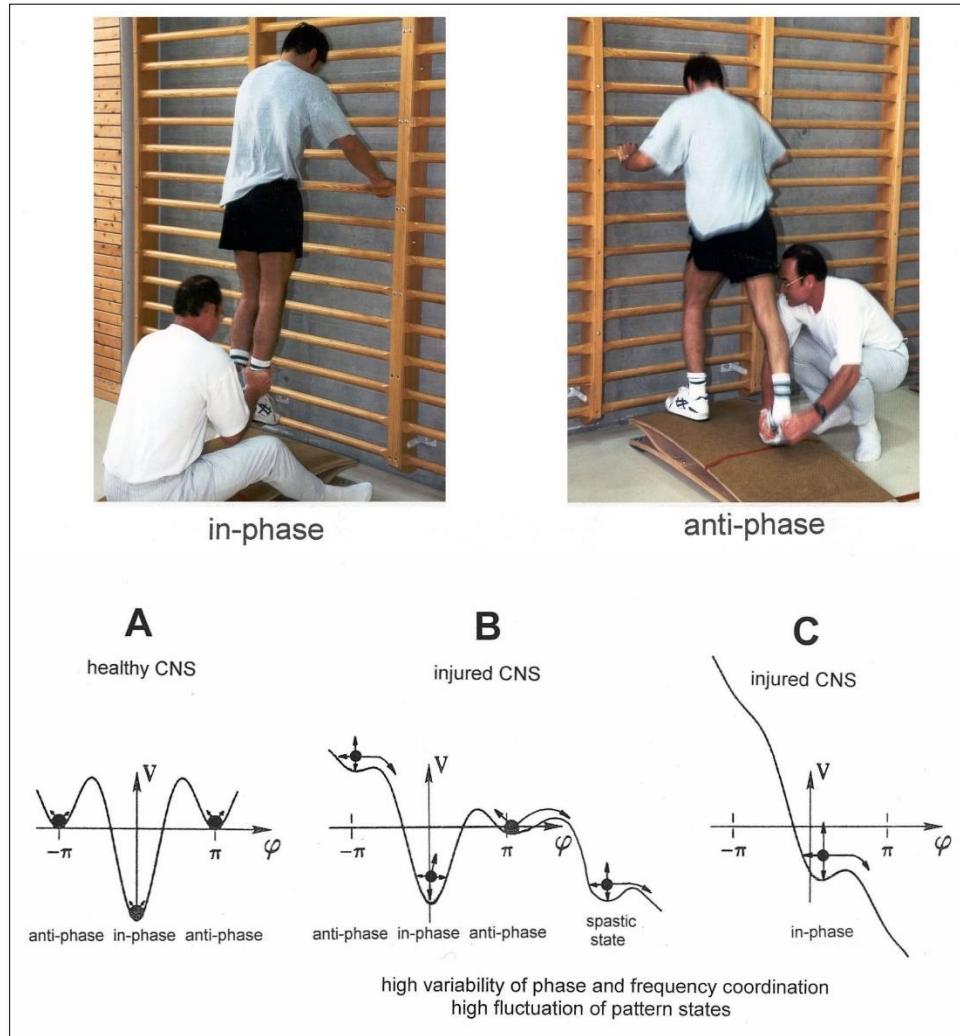 in-phase
anti-phase
A
healthy CNS
V
-π
π
φ
anti-phase in-phase anti-phase
B
injured CNS
V
-π
π
φ
anti-phase in-phase anti-phase
spastic
state
C
injured CNS
V
-π
π
φ
in-phase
high variability of phase and frequency coordination
high fluctuation of pattern states